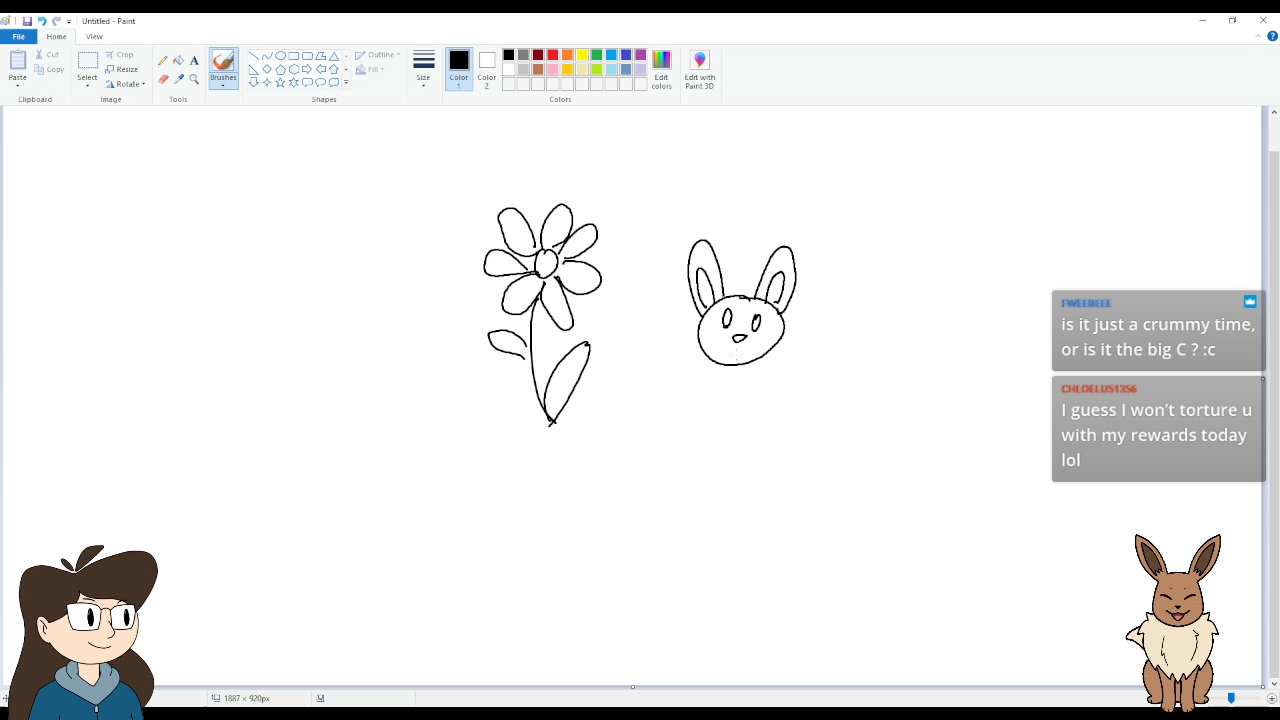 Untitled - Paint
File Home View
Paste
Cut
Copy
Clipboard
Select
Crop
Resize
Rotate
Image
A
Tools
Brushes
Outline
Fill
Shapes
Size
Color
1
Color
2
Edit
colors
Colors
Edit with
Paint 3D
FWEEBEEE
is it just a crummy time,
or is it the big C ? :c
CHLOELU51356
I guess I won't torture u
with my rewards today
lol
1887 × 920px